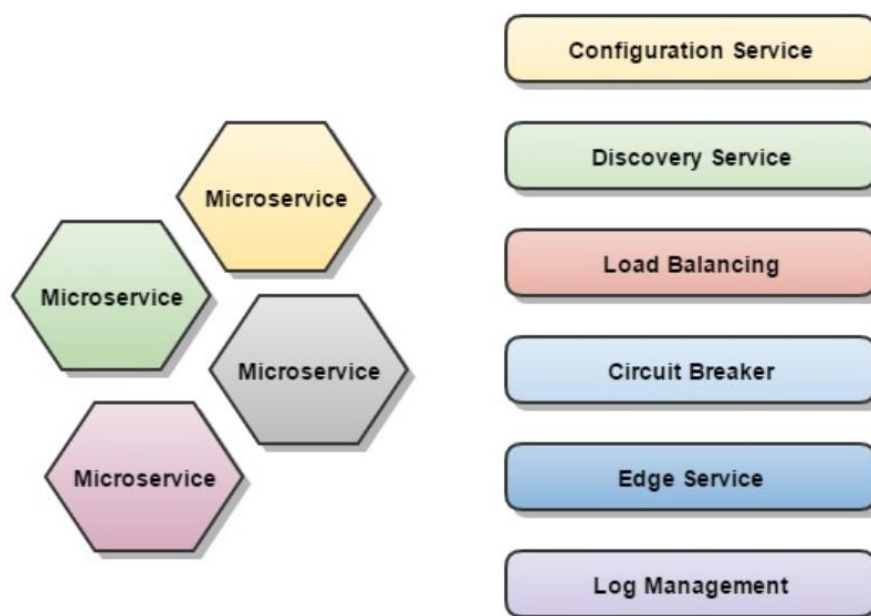 Microservice
Microservice
Microservice
Microservice
Configuration Service
Discovery Service
Load Balancing
Circuit Breaker
Edge Service
Log Management